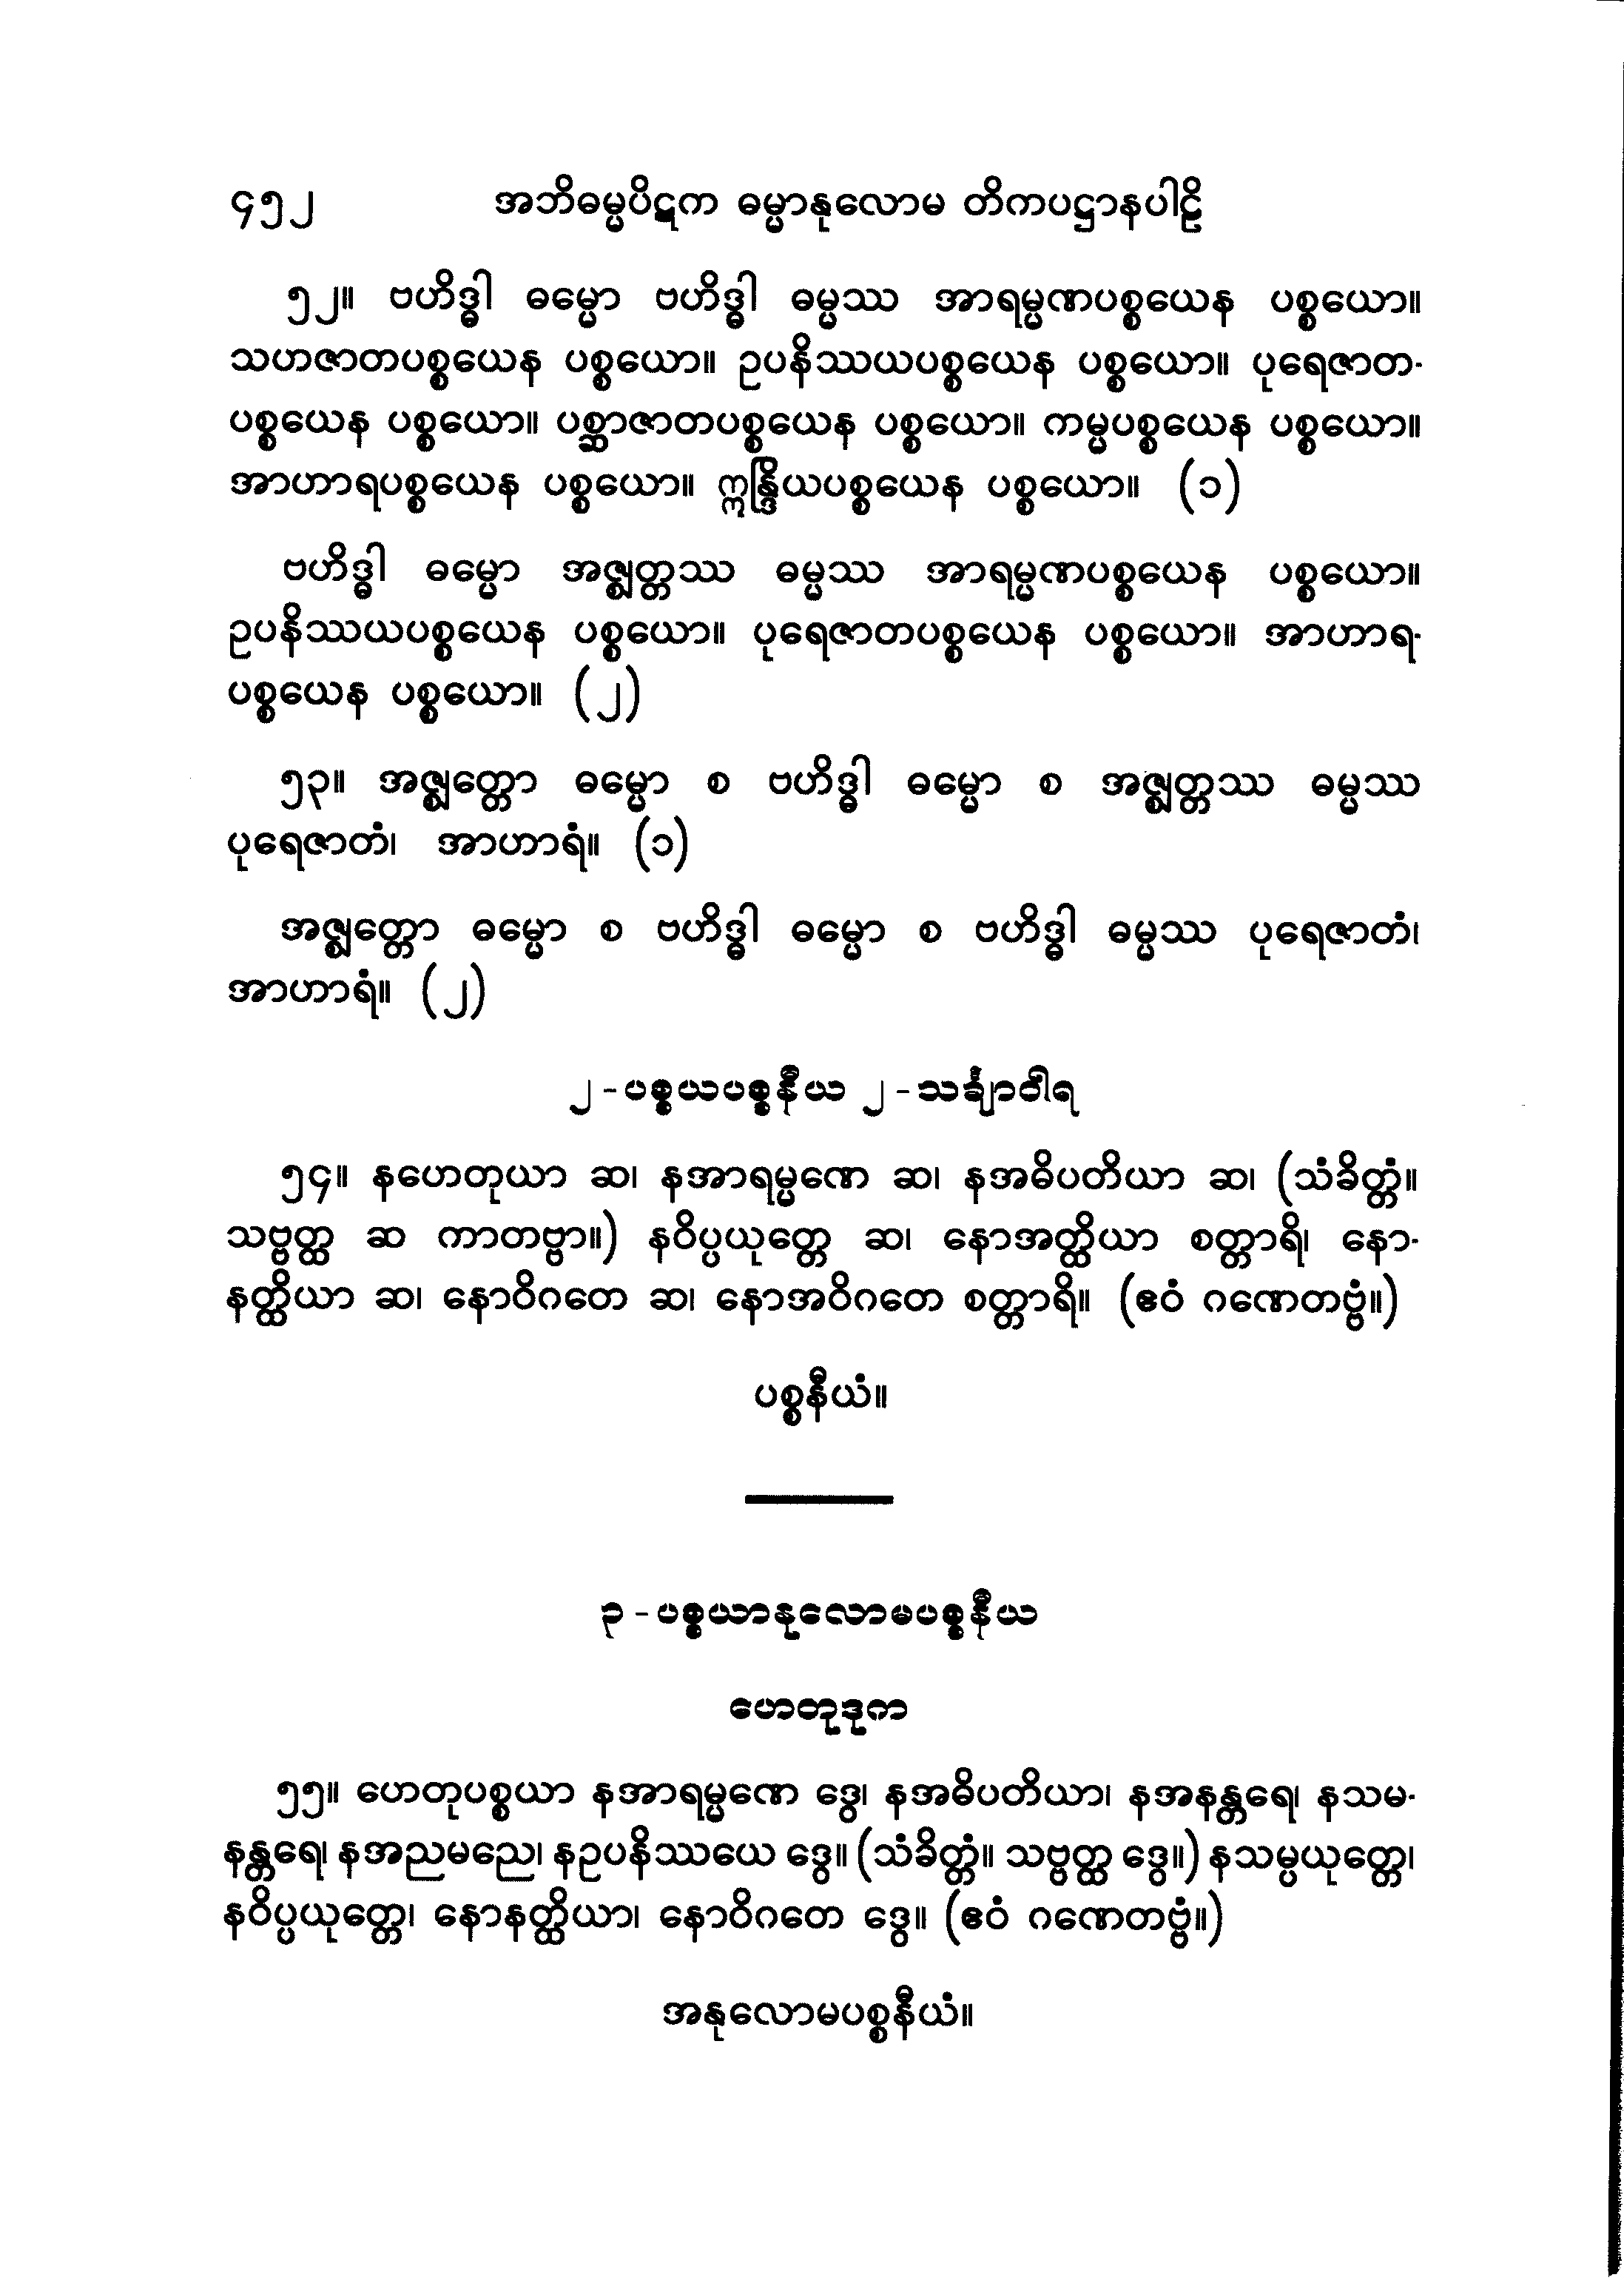 ၄၅၂ အဘိဓမ္မပိဋက ဓမ္မာနုလောမ တိကပဋ္ဌာနပါဠိ
၅၂။ ဗဟိဒ္ဓါ ဓမ္မော ဗဟိဒ္ဓါ ဓမ္မဿ အာရမ္မဏပစ္စယေန ပစ္စယော။
သဟဇာတပစ္စယေန ပစ္စယော။ ဥပနိဿယပစ္စယေန ပစ္စယော။ ပုရေဇာတ-
ပစ္စယေန ပစ္စယော။ ပစ္ဆာဇာတပစ္စယေန ပစ္စယော။ ကမ္မပစ္စယေန ပစ္စယော။
အာဟာရပစ္စယေန ပစ္စယော။ ဣန္ဒြိယပစ္စယေန ပစ္စယော။ (၁)
ဗဟိဒ္ဓါ ဓမ္မော အဇ္ဈတ္တဿ ဓမ္မဿ အာရမ္မဏပစ္စယေန ပစ္စယော။
ဥပနိဿယပစ္စယေန ပစ္စယော။ ပုရေဇာတပစ္စယေန ပစ္စယော။ အာဟာရ-
ပစ္စယေန ပစ္စယော။ (၂)
၅၃။ အဇ္ဈတ္တော ဓမ္မော စ ဗဟိဒ္ဓါ ဓမ္မော စ အဇ္ဈတ္တဿ ဓမ္မဿ
ပုရေဇာတံ၊ အာဟာရံ။ (၁)
အဇ္ဈတ္တော ဓမ္မော စ ဗဟိဒ္ဓါ ဓမ္မော စ ဗဟိဒ္ဓါ ဓမ္မဿ ပုရေဇာတံ၊
အာဟာရံ။ (၂)
၂-ပစ္စယပစ္စနီယ ၂-သင်္ချာဝါရ
၅၄။ နဟေတုယာ ဆ၊ နအာရမ္မဏေ ဆ၊ နအဓိပတိယာ ဆ၊ (သံခိတ္တံ။
သဗ္ဗတ္ထ ဆ ကာတဗ္ဗာ။) နဝိပ္ပယုတ္တေ ဆ၊ နောအတ္ထိယာ စတ္တာရိ၊ နော-
နတ္ထိယာ ဆ၊ နောဝိဂတေ ဆ၊ နောအဝိဂတေ စတ္တာရိ။ (ဧဝံ ဂဏေတဗ္ဗံ။)
ပစ္စနီယံ။
၃-ပစ္စယာနုလောမပစ္စနီယ
ဟေတုဒုက
၅၅။ ဟေတုပစ္စယာ နအာရမ္မဏေ ဒွေ၊ နအဓိပတိယာ၊ နအနန္တရေ၊ နသမ-
နန္တရေ၊ နအညမညေ၊ နဥပနိဿယေ ဒွေ။ (သံခိတ္တံ။ သဗ္ဗတ္ထ ဒွေ။) နသမ္ပယုတ္တေ၊
နဝိပ္ပယုတ္တေ၊ နောနတ္ထိယာ၊ နောဝိဂတေ ဒွေ။ (ဧဝံ ဂဏေတဗ္ဗံ။)
အနုလောမပစ္စနီယံ။